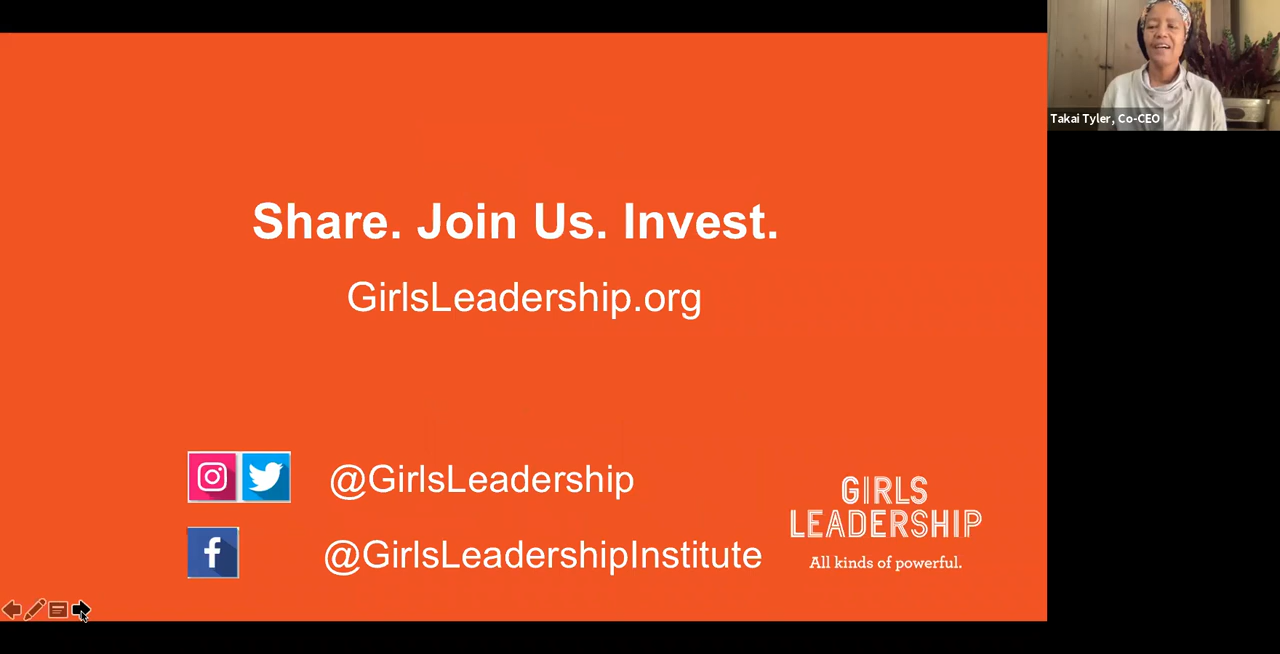 Share. Join Us. Invest.
GirlsLeadership.org
@GirlsLeadership
@GirlsLeadershipInstitute
GIRLS
LEADERSHIP
All kinds of powerful.
Takai Tyler, Co-CEO